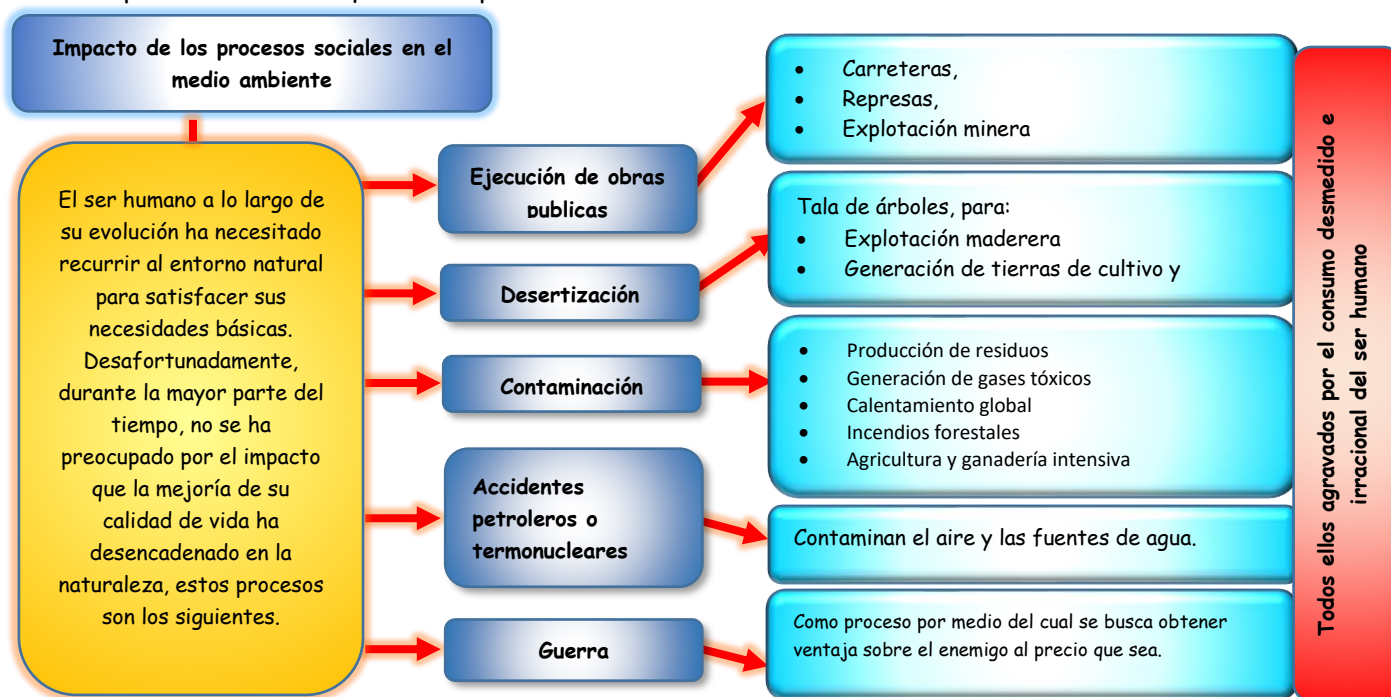 Impacto de los procesos sociales en el
medio ambiente
El ser humano a lo largo de
su evolución ha necesitado
recurrir al entorno natural
para satisfacer sus
necesidades básicas.
Desafortunadamente,
durante la mayor parte del
tiempo, no se ha
preocupado por el impacto
que la mejoría de su
calidad de vida ha
desencadenado en la
naturaleza, estos procesos
son los siguientes.
Ejecución de obras
publicas
• Carreteras,
• Represas,
• Explotación minera
Desertización
Tala de árboles, para:
• Explotación maderera
• Generación de tierras de cultivo y
Contaminación
• Producción de residuos
• Generación de gases tóxicos
• Calentamiento global
• Incendios forestales
• Agricultura y ganadería intensiva
Accidentes
petroleros o
termonucleares
Contaminan el aire y las fuentes de agua.
Guerra
Como proceso por medio del cual se busca obtener
ventaja sobre el enemigo al precio que sea.
Todos ellos agravados por el consumo desmedido e
irracional del ser humano